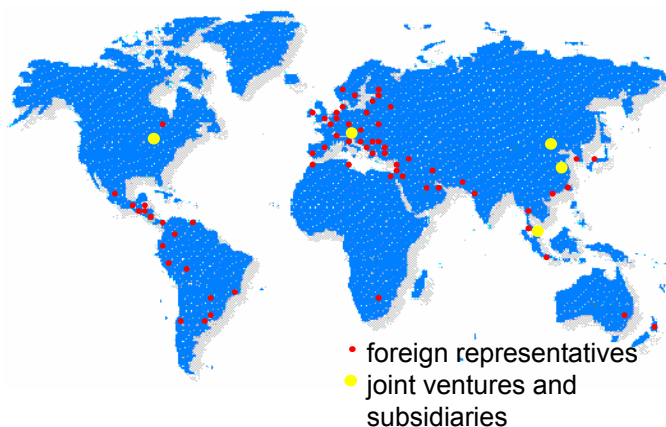 foreign representatives
joint ventures and
subsidiaries